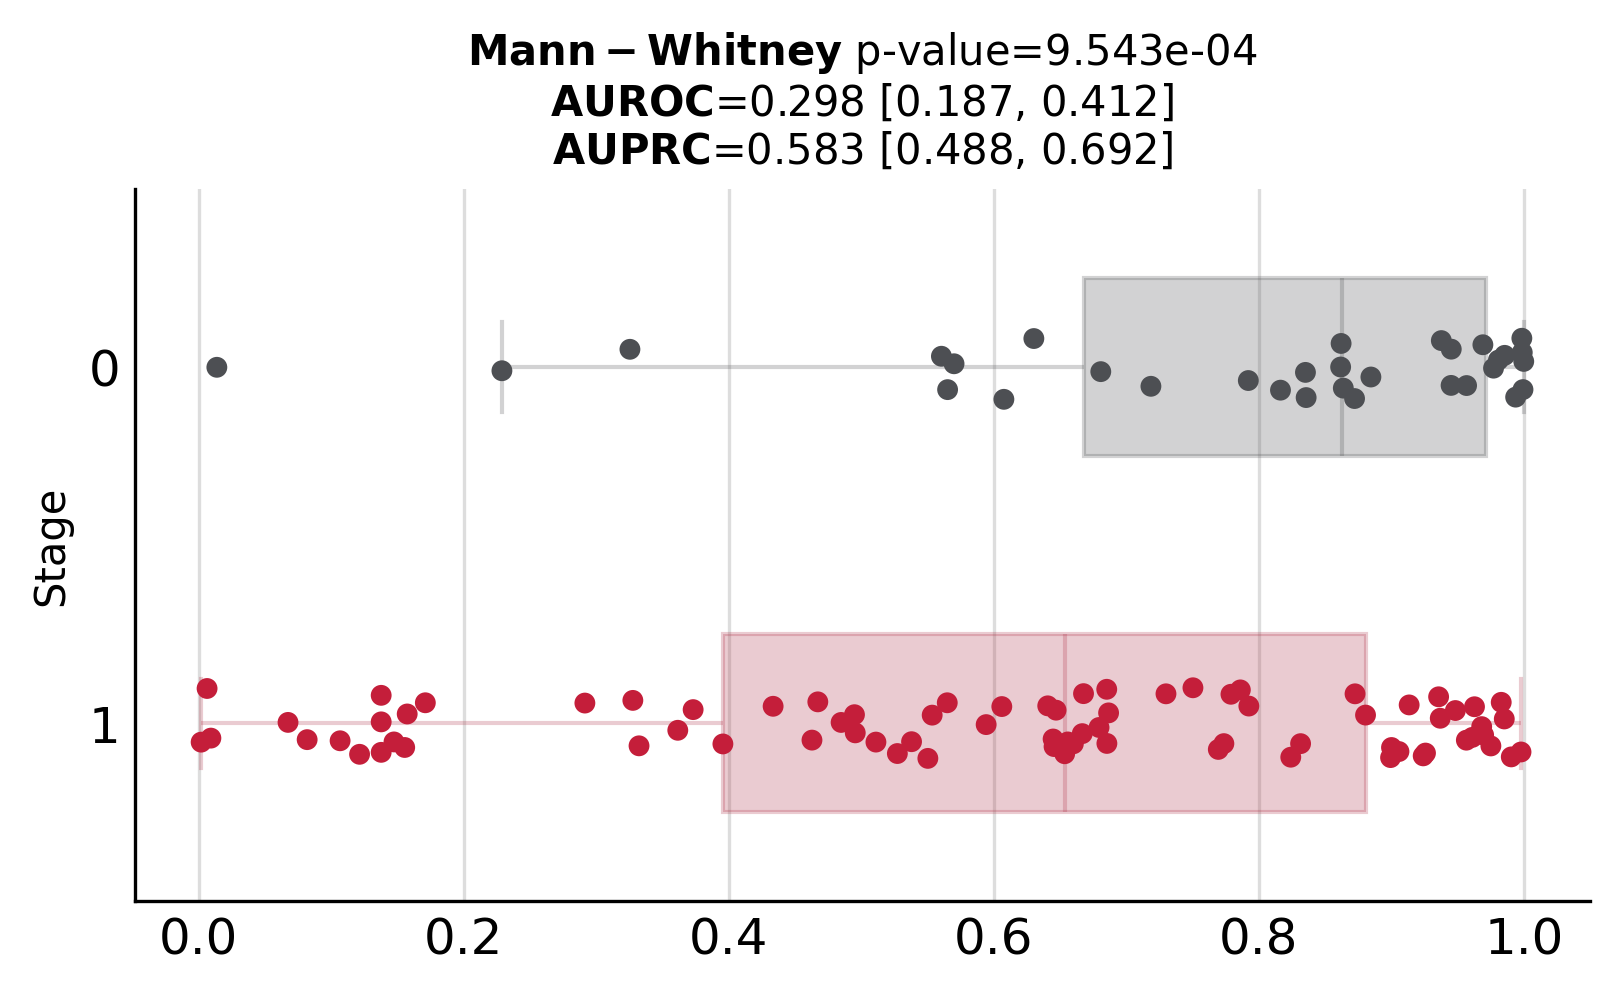 Mann − Whitney p-value=9.543e-04
AUROC=0.298 [0.187, 0.412]
AUPRC=0.583 [0.488, 0.692]
0
Stage
1
0.0 0.2 0.4 0.6 0.8 1.0